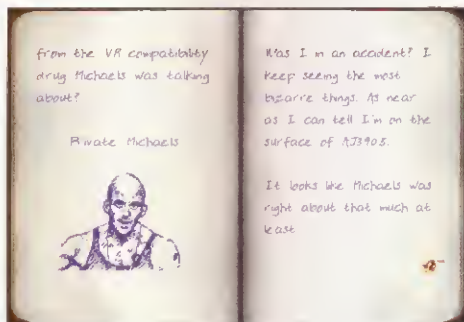 from the VR compatibility
drug Michaels was talking
about?
Private Michaels
Was I in an accident? I
keep seeing the most
bizarre things. As near
as I can tell I'm on the
surface of AJ3905.
It looks like Michaels was
right about that much at
least